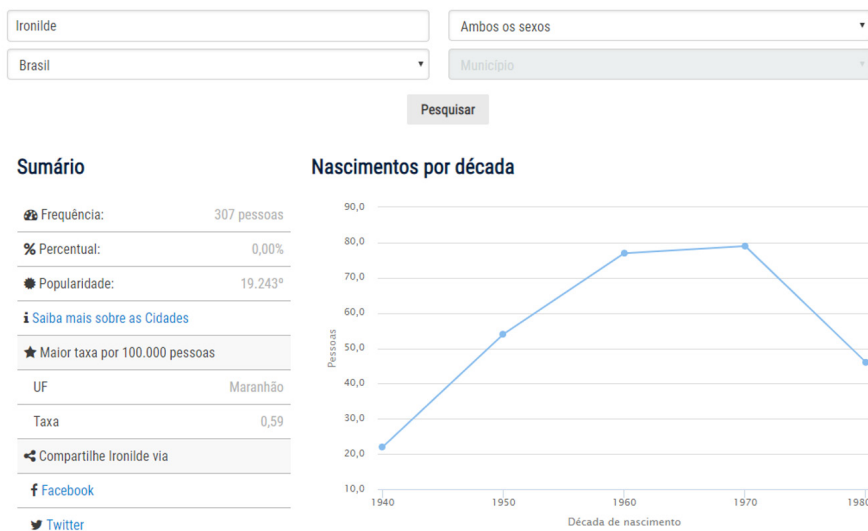 Ironilde
Ambos os sexos
Brasil
Município
Pesquisar
Sumário
Frequência: 307 pessoas
Percentual: 0,00%
Popularidade: 19.243º
Saiba mais sobre as Cidades
Maior taxa por 100.000 pessoas
UF Maranhão
Taxa 0,59
Compartilhe Ironilde via
Facebook
Twitter
Nascimentos por década
90,0
80,0
70,0
60,0
50,0
40,0
30,0
20,0
10,0
Pessoas
1940 1950 1960 1970 1980
Década de nascimento